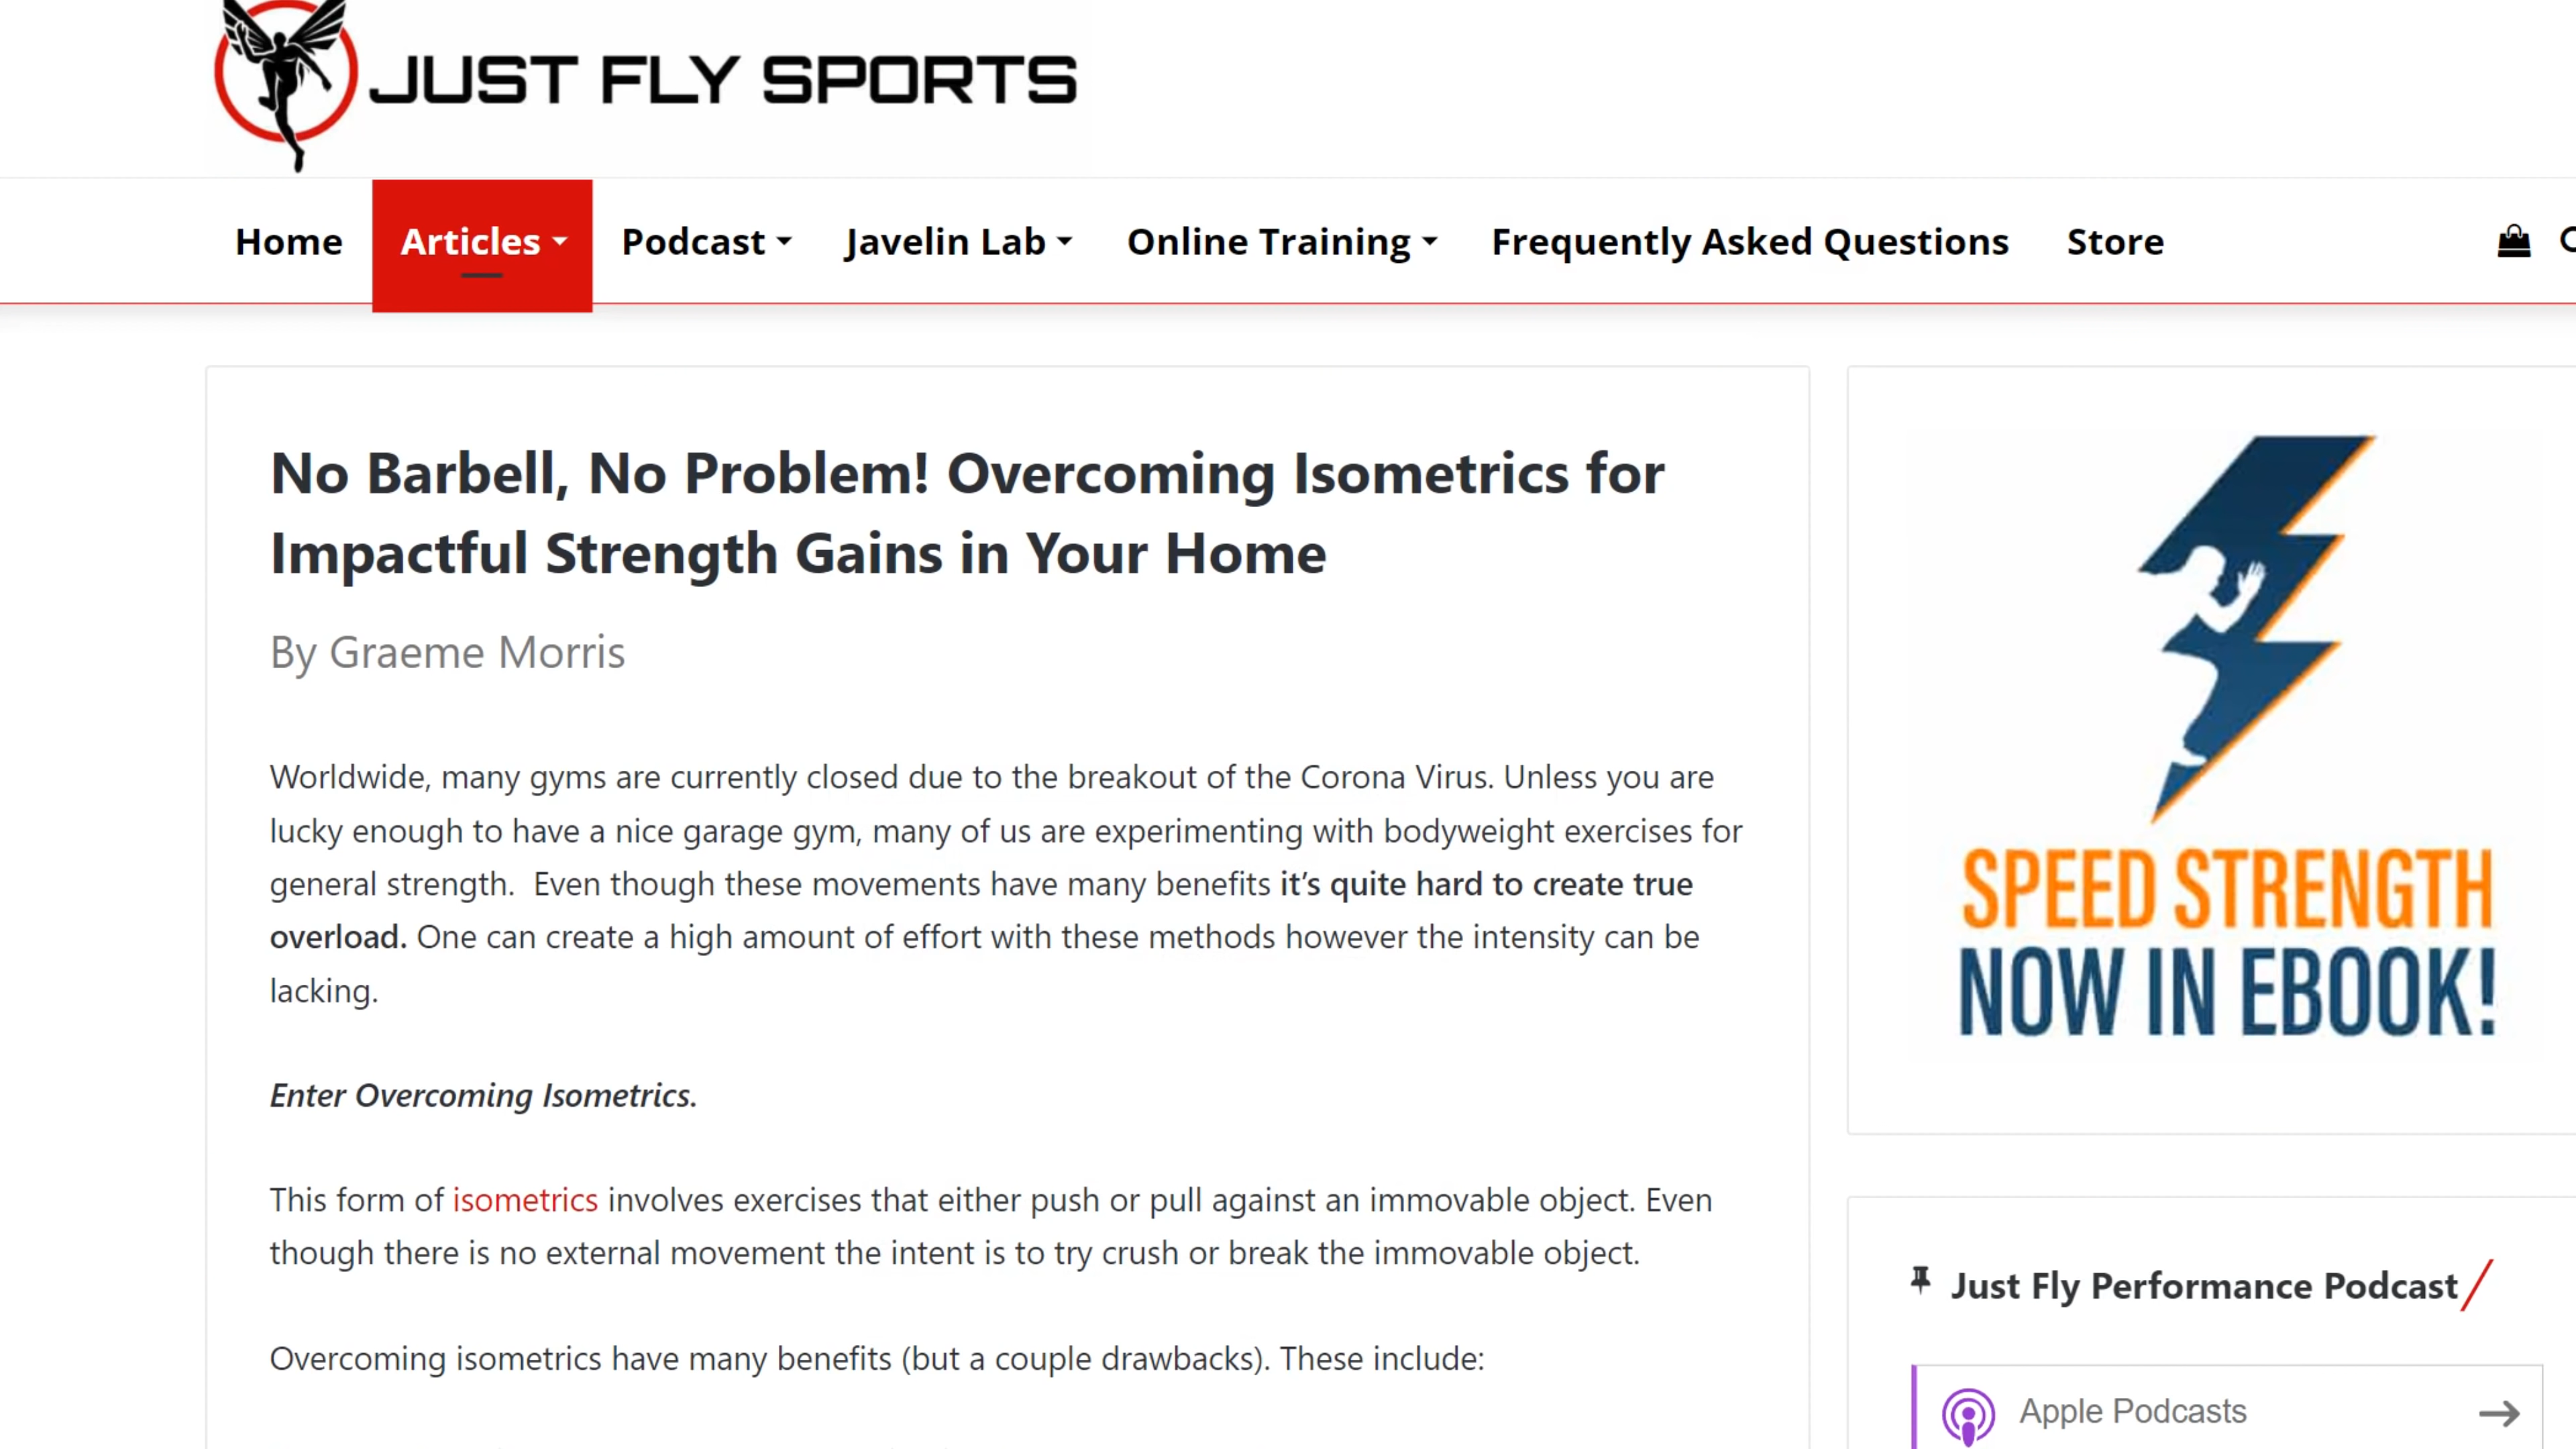 JUST FLY SPORTS
Home
Articles
Podcast
Javelin Lab
Online Training
Frequently Asked Questions
Store
No Barbell, No Problem! Overcoming Isometrics for
Impactful Strength Gains in Your Home
By Graeme Morris
Worldwide, many gyms are currently closed due to the breakout of the Corona Virus. Unless you are
lucky enough to have a nice garage gym, many of us are experimenting with bodyweight exercises for
general strength.  Even though these movements have many benefits it’s quite hard to create true
overload. One can create a high amount of effort with these methods however the intensity can be
lacking.
Enter Overcoming Isometrics.
This form of isometrics involves exercises that either push or pull against an immovable object. Even
though there is no external movement the intent is to try crush or break the immovable object.
Overcoming isometrics have many benefits (but a couple drawbacks). These include:
SPEED STRENGTH
NOW IN EBOOK!
Just Fly Performance Podcast
Apple Podcasts